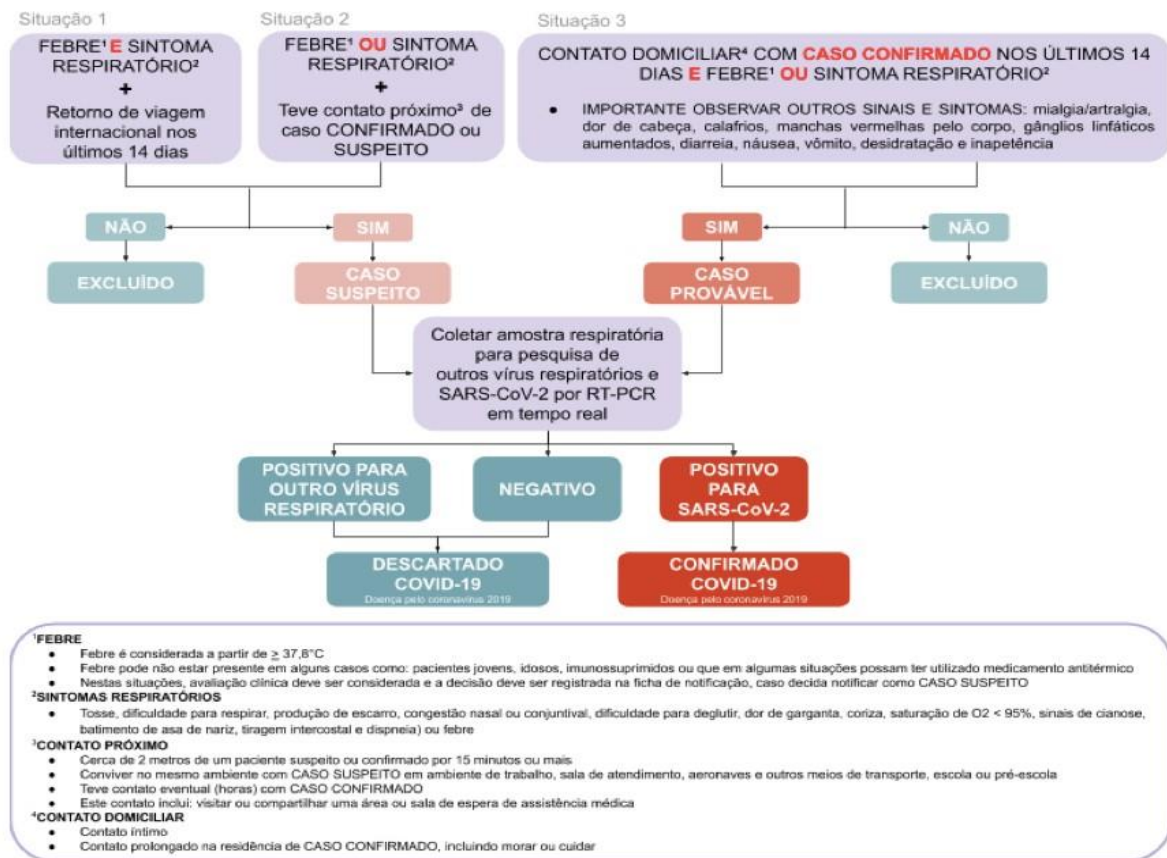 Situação 1
FEBRE¹ E SINTOMA
RESPIRATÓRIO²
+
Retorno de viagem
internacional nos
últimos 14 dias
Situação 2
FEBRE¹ OU SINTOMA
RESPIRATÓRIO²
+
Teve contato próximo³ de
caso CONFIRMADO ou
SUSPEITO
Situação 3
CONTATO DOMICILIAR⁴ COM CASO CONFIRMADO NOS ÚLTIMOS 14
DIAS E FEBRE¹ OU SINTOMA RESPIRATÓRIO²
● IMPORTANTE OBSERVAR OUTROS SINAIS E SINTOMAS: mialgia/artralgia,
dor de cabeça, calafrios, manchas vermelhas pelo corpo, gânglios linfáticos
aumentados, diarreia, náusea, vômito, desidratação e inapetência
NÃO
SIM
SIM
NÃO
EXCLUÍDO
CASO
SUSPEITO
CASO
PROVÁVEL
EXCLUÍDO
Coletar amostra respiratória
para pesquisa de
outros vírus respiratórios e
SARS-CoV-2 por RT-PCR
em tempo real
POSITIVO PARA
OUTRO VÍRUS
RESPIRATÓRIO
NEGATIVO
POSITIVO
PARA
SARS-CoV-2
DESCARTADO
COVID-19
Doença pelo coronavírus 2019
CONFIRMADO
COVID-19
Doença pelo coronavírus 2019
¹FEBRE
● Febre é considerada a partir de ≥ 37,8°C
● Febre pode não estar presente em alguns casos como: pacientes jovens, idosos, imunossuprimidos ou que em algumas situações possam ter utilizado medicamento antitérmico
● Nestas situações, avaliação clínica deve ser considerada e a decisão deve ser registrada na ficha de notificação, caso decida notificar como CASO SUSPEITO
²SINTOMAS RESPIRATÓRIOS
● Tosse, dificuldade para respirar, produção de escarro, congestão nasal ou conjuntival, dificuldade para deglutir, dor de garganta, coriza, saturação de O2 < 95%, sinais de cianose,
batimento de asa de nariz, tiragem intercostal e dispneia) ou febre
³CONTATO PRÓXIMO
● Cerca de 2 metros de um paciente suspeito ou confirmado por 15 minutos ou mais
● Conviver no mesmo ambiente com CASO SUSPEITO em ambiente de trabalho, sala de atendimento, aeronaves e outros meios de transporte, escola ou pré-escola
● Teve contato eventual (horas) com CASO CONFIRMADO
● Este contato inclui: visitar ou compartilhar uma área ou sala de espera de assistência médica
⁴CONTATO DOMICILIAR
● Contato íntimo
● Contato prolongado na residência de CASO CONFIRMADO, incluindo morar ou cuidar